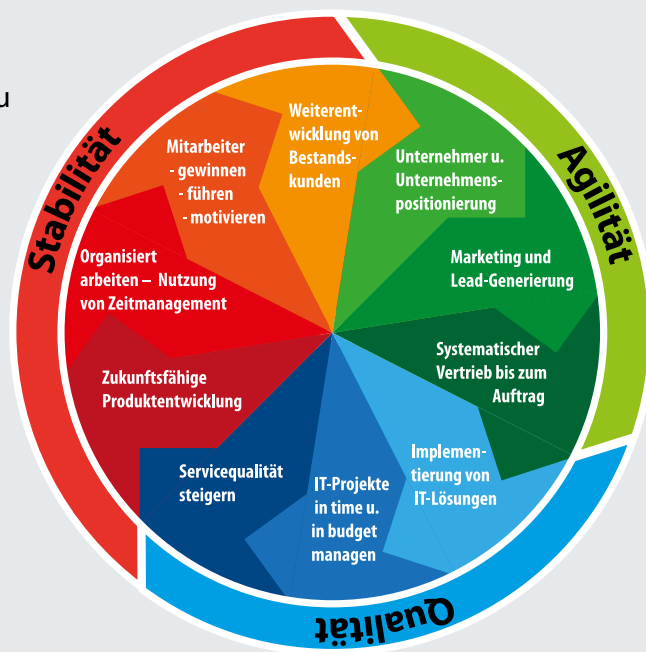 u
Stabilität
Agilität
Qualität
Weiterent-
wicklung von
Bestands-
kunden
Unternehmer u.
Unternehmens-
positionierung
Marketing und
Lead-Generierung
Systematischer
Vertrieb bis zum
Auftrag
Implemen-
tierung von
IT-Lösungen
IT-Projekte
in time u.
in budget
managen
Servicequalität
steigern
Zukunftsfähige
Produktentwicklung
Organisiert
arbeiten – Nutzung
von Zeitmanagement
Mitarbeiter
- gewinnen
- führen
- motivieren